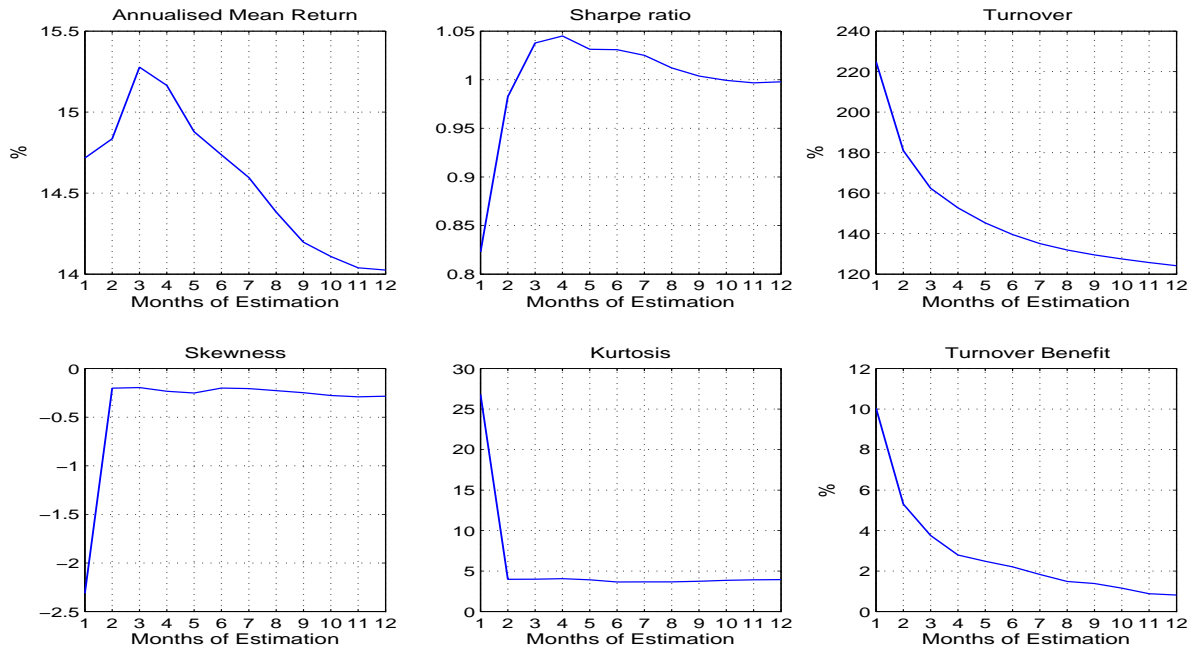 Annualised Mean Return
15.5
15
14.5
14
%
1 2 3 4 5 6 7 8 9 10 11 12
Months of Estimation
Sharpe ratio
1.05
1
0.95
0.9
0.85
0.8
1 2 3 4 5 6 7 8 9 10 11 12
Months of Estimation
Turnover
240
220
200
180
160
140
120
%
1 2 3 4 5 6 7 8 9 10 11 12
Months of Estimation
Skewness
0
−0.5
−1
−1.5
−2
−2.5
1 2 3 4 5 6 7 8 9 10 11 12
Months of Estimation
Kurtosis
30
25
20
15
10
5
0
1 2 3 4 5 6 7 8 9 10 11 12
Months of Estimation
Turnover Benefit
12
10
8
6
4
2
0
%
1 2 3 4 5 6 7 8 9 10 11 12
Months of Estimation